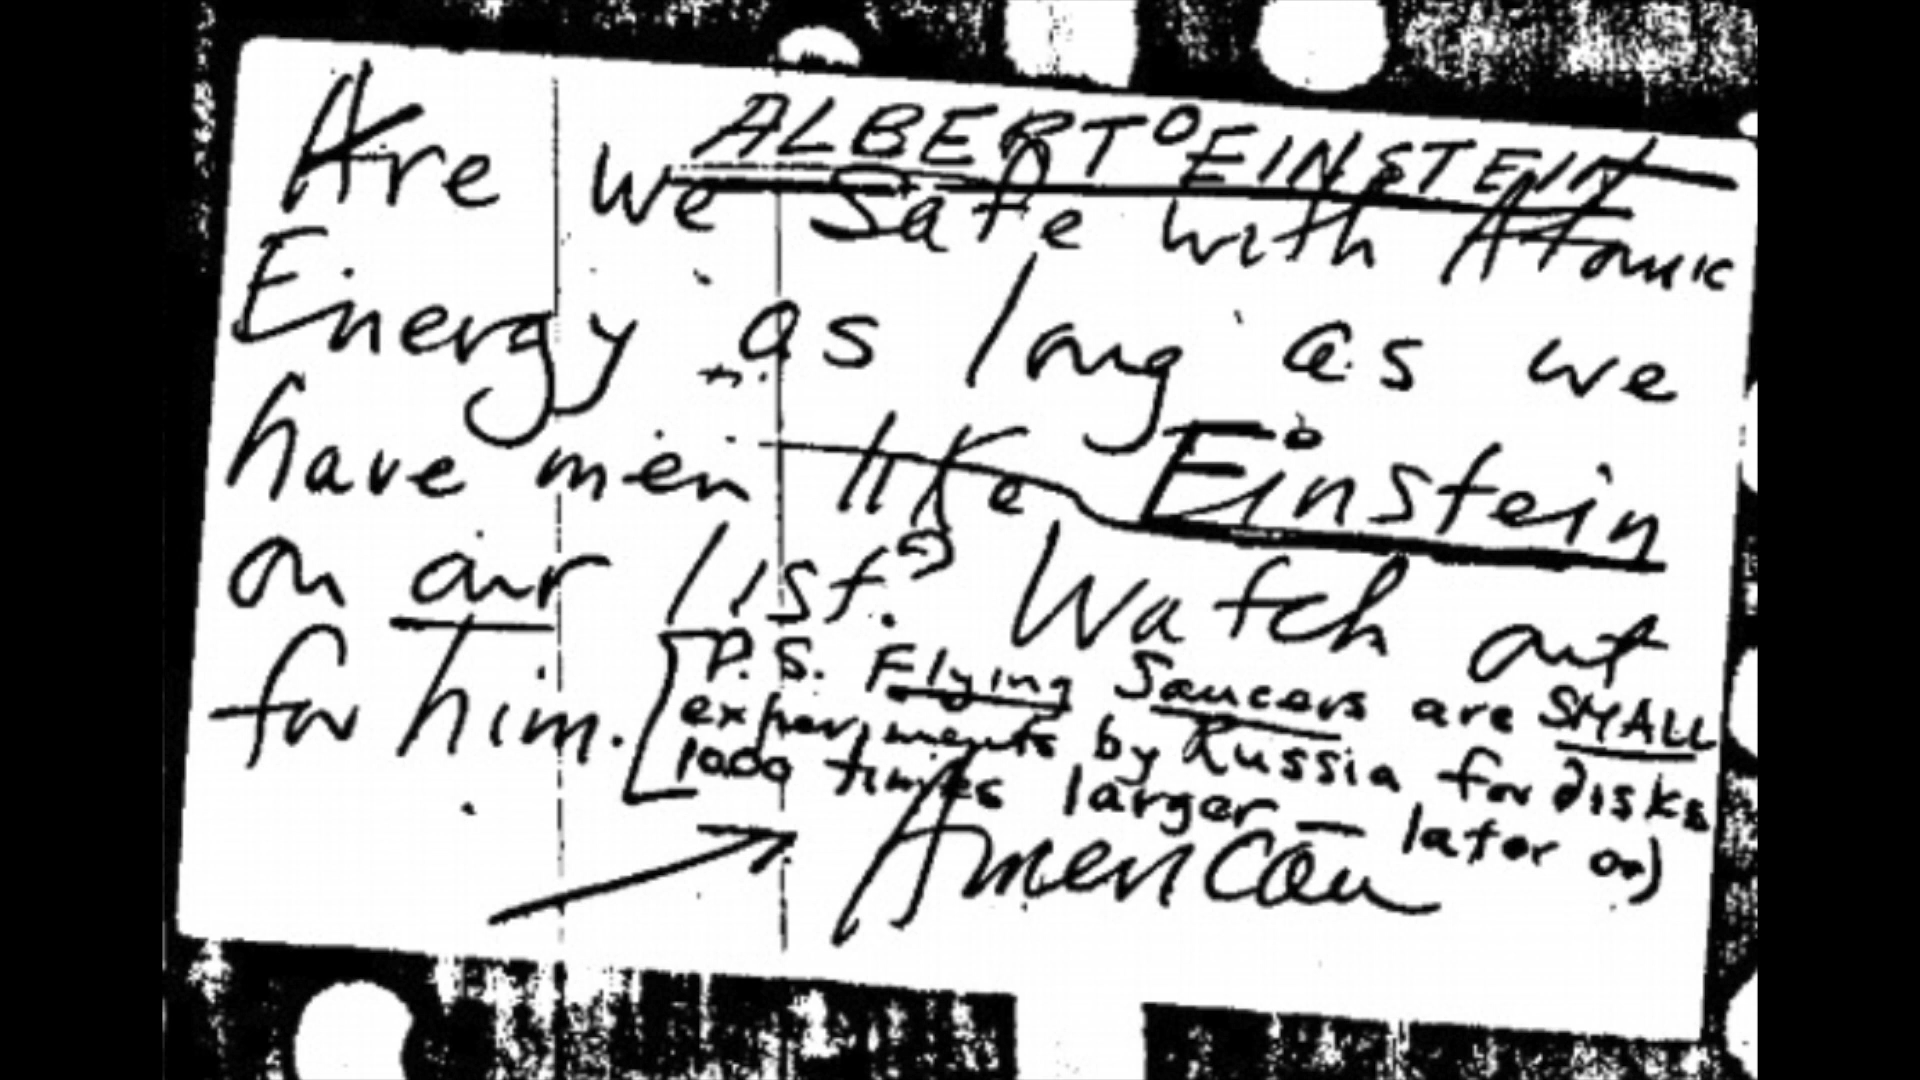 ALBERT EINSTEIN
Are we Safe with Atomic
Energy as long as we
have men like Einstein
on our list? Watch out
for him.
[P.S. Flying Saucers are SMALL
experiments by Russia for disks
1000 times larger — later on)
American